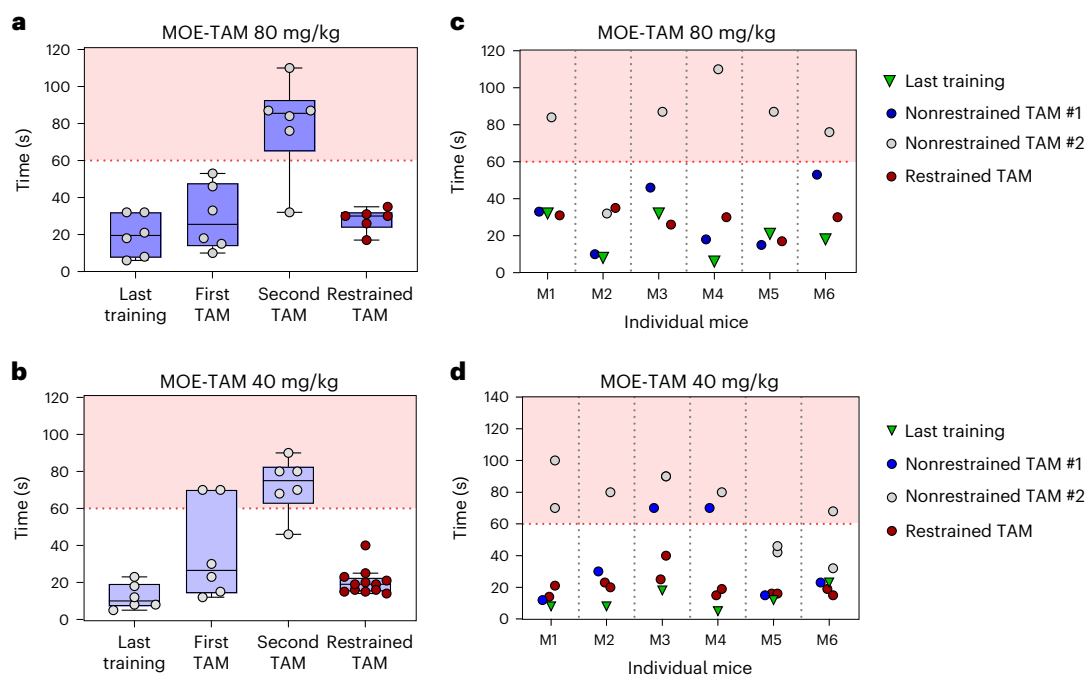 a
MOE-TAM 80 mg/kg
Time (s)
120
100
80
60
40
20
0
Last training
First TAM
Second TAM
Restrained TAM
c
MOE-TAM 80 mg/kg
Time (s)
120
100
80
60
40
20
0
M1 M2 M3 M4 M5 M6
Individual mice
Last training
Nonrestrained TAM #1
Nonrestrained TAM #2
Restrained TAM
b
MOE-TAM 40 mg/kg
Time (s)
120
100
80
60
40
20
0
Last training
First TAM
Second TAM
Restrained TAM
d
MOE-TAM 40 mg/kg
Time (s)
140
120
100
80
60
40
20
0
M1 M2 M3 M4 M5 M6
Individual mice
Last training
Nonrestrained TAM #1
Nonrestrained TAM #2
Restrained TAM